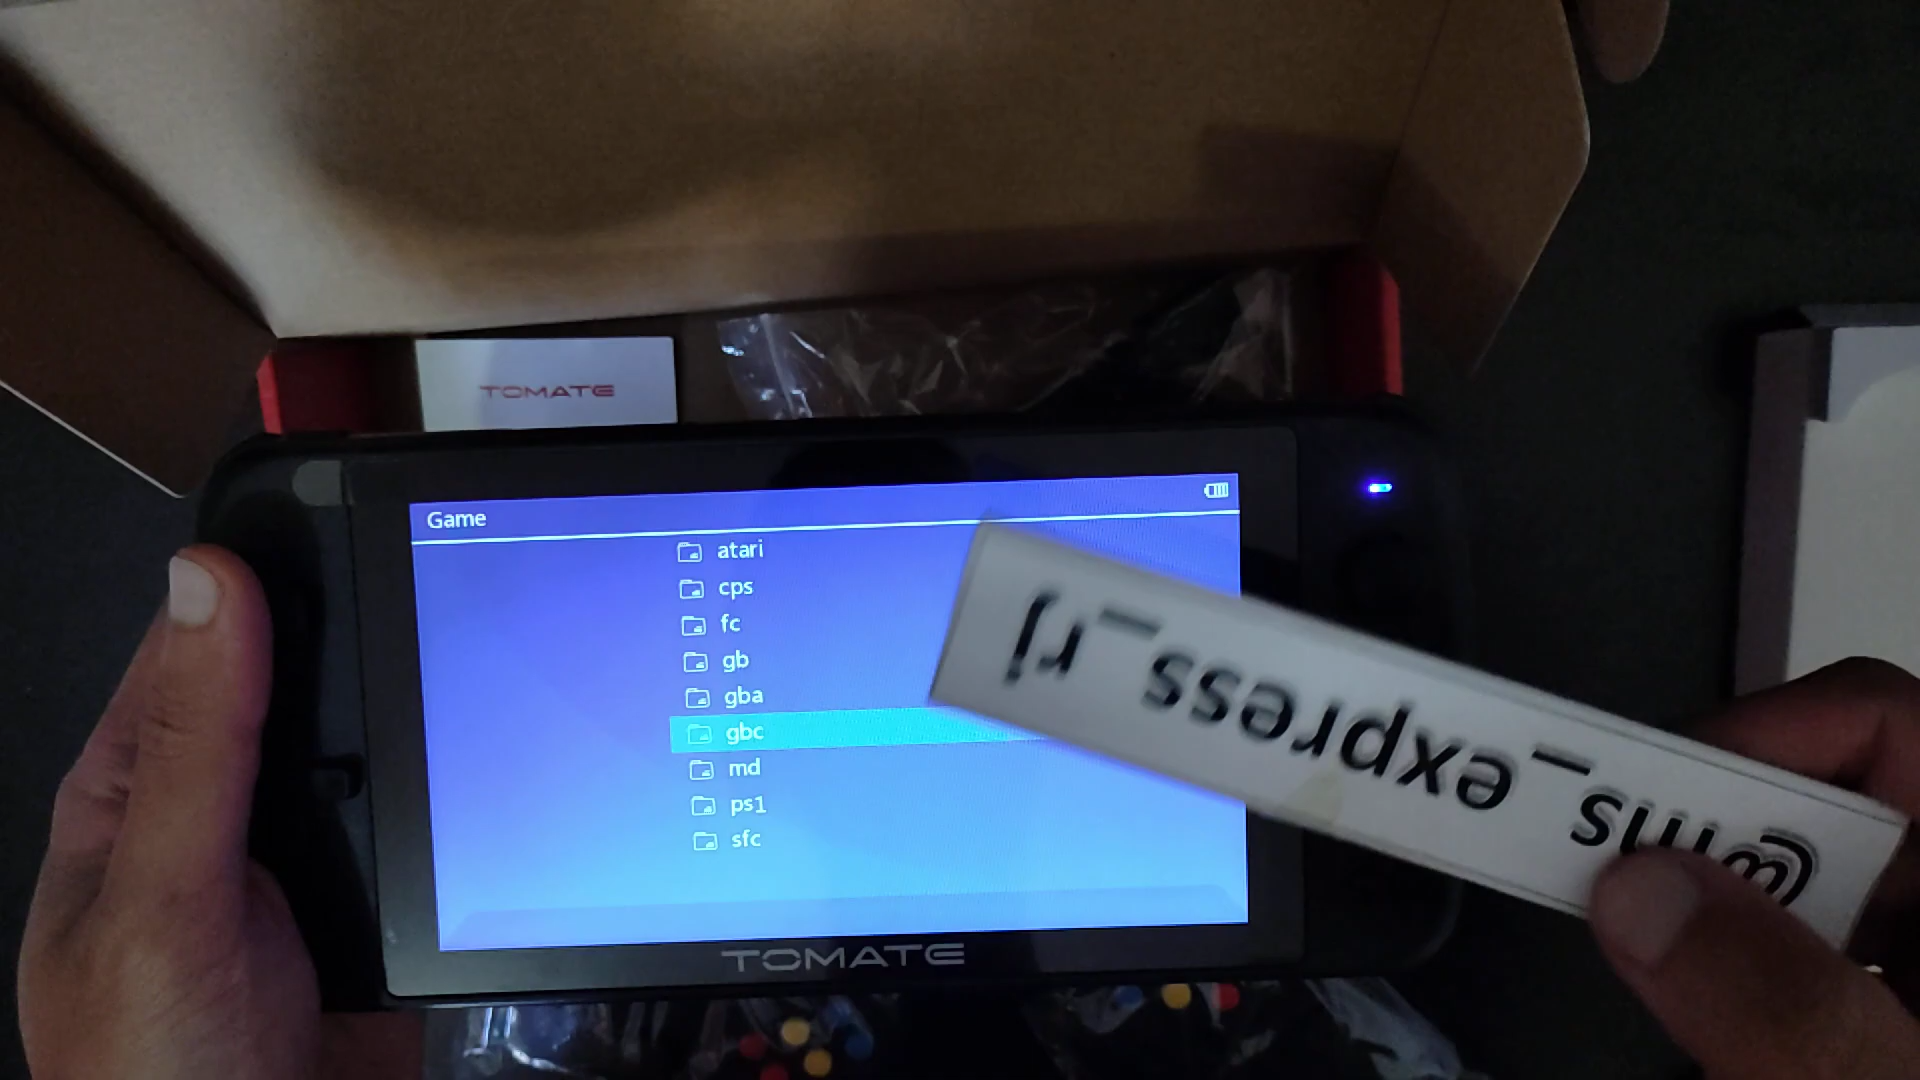 TOMATE
Game
atari
cps
fc
gb
gba
gbc
md
ps1
sfc
@ms_express_rj
TOMATE